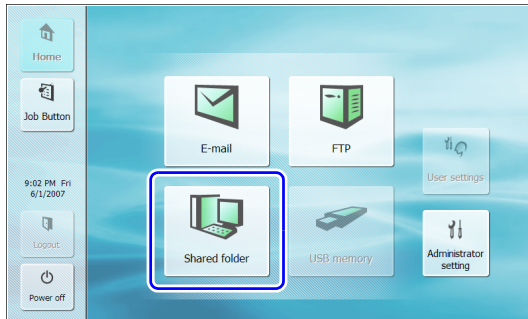 Home
Job Button
9:02 PM Fri
6/1/2007
Logout
Power off
E-mail
FTP
Shared folder
USB memory
User settings
Administrator
setting